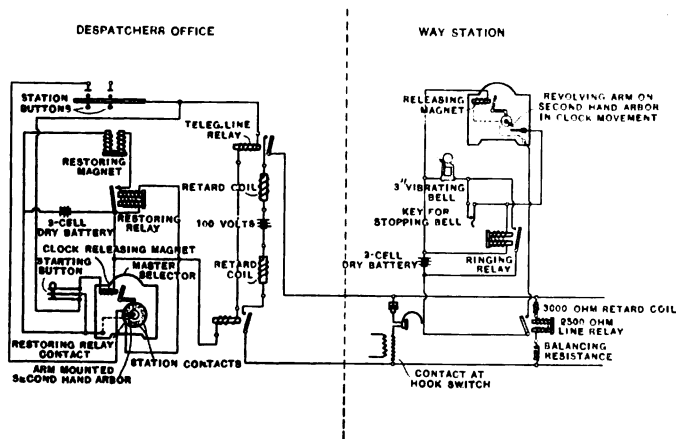 DESPATCHERR OFFICE
WAY STATION
STATION
BUTTONS
RELEASING
MAGNET
REVOLVING ARM ON
SECOND HAND ARBOR
IN CLOCK MOVEMENT
TELEG. LINE
RELAY
RESTORING
MAGNET
RETARD COIL
3" VIBRATING
BELL
RESTORING
RELAY
KEY FOR
STOPPING BELL
100 VOLTS
2-CELL
DRY BATTERY
CLOCK RELEASING MAGNET
STARTING
BUTTON
MASTER
SELECTOR
RETARD
COIL
2-CELL
DRY BATTERY
RINGING
RELAY
3000 OHM RETARD COIL
2500 OHM
LINE RELAY
BALANCING
RESISTANCE
RESTORING RELAY
CONTACT
STATION CONTACTS
ARM MOUNTED
SECOND HAND ARBOR
CONTACT AT
HOOK SWITCH